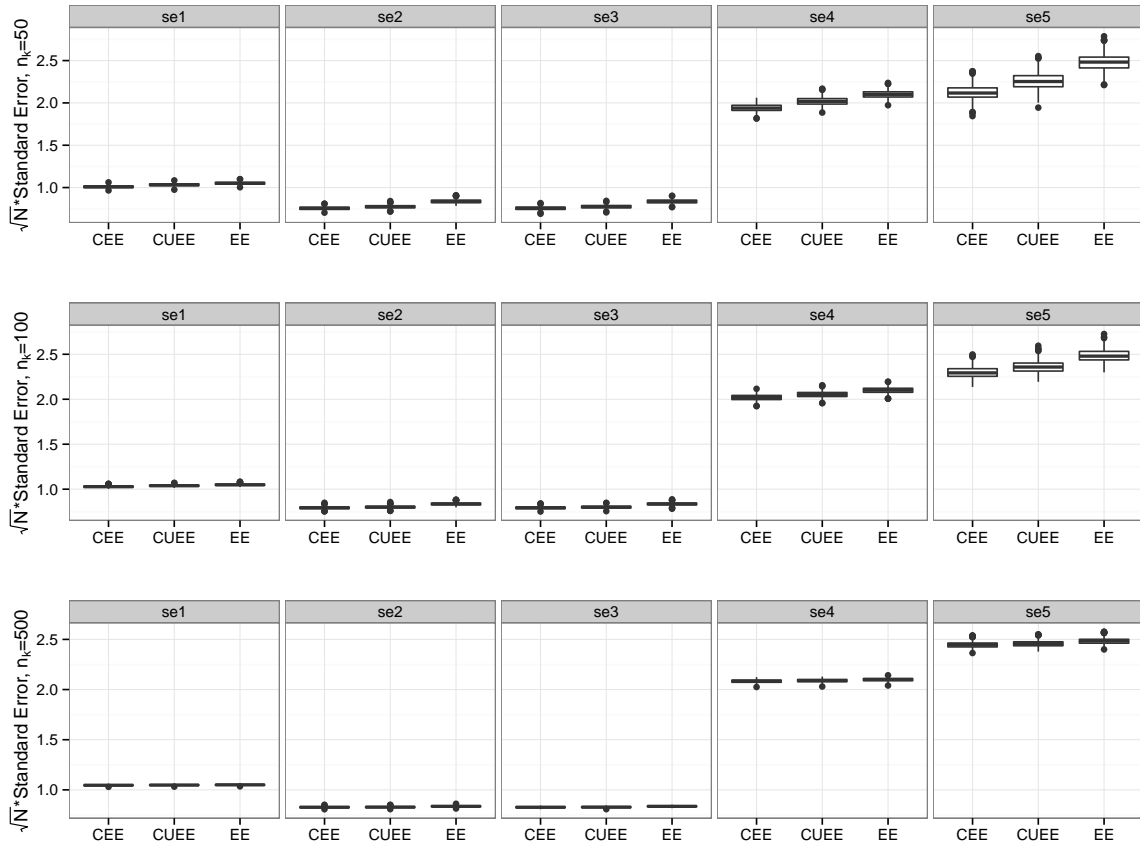 se1 se2 se3 se4 se5
√N*Standard Error, nk=50
2.5
2.0
1.5
1.0
CEE CUEE EE CEE CUEE EE CEE CUEE EE CEE CUEE EE CEE CUEE EE
se1 se2 se3 se4 se5
√N*Standard Error, nk=100
2.5
2.0
1.5
1.0
CEE CUEE EE CEE CUEE EE CEE CUEE EE CEE CUEE EE CEE CUEE EE
se1 se2 se3 se4 se5
√N*Standard Error, nk=500
2.5
2.0
1.5
1.0
CEE CUEE EE CEE CUEE EE CEE CUEE EE CEE CUEE EE CEE CUEE EE